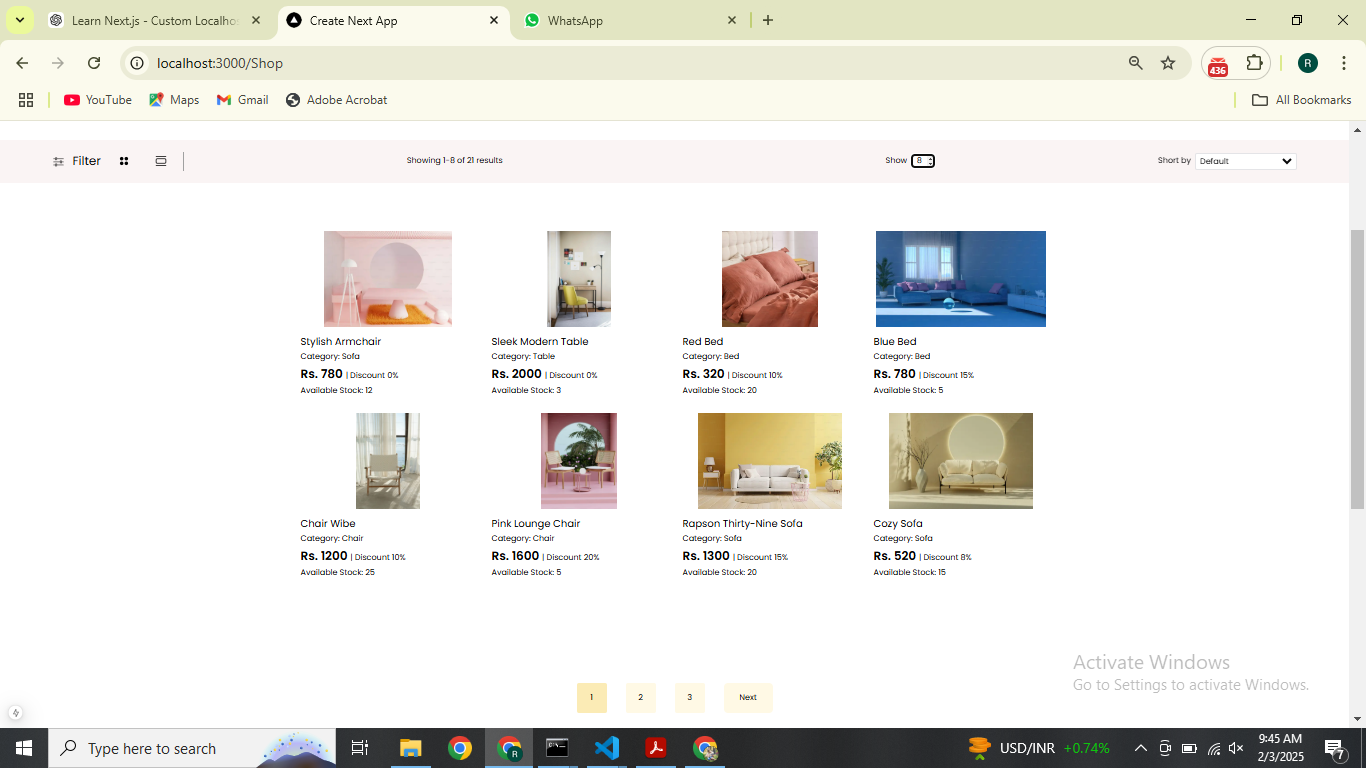 Learn Next.js - Custom Localhos
Create Next App
WhatsApp
localhost:3000/Shop
436
R
YouTube
Maps
Gmail
Adobe Acrobat
All Bookmarks
Filter
Showing 1-8 of 21 results
Show 8
Short by Default
Stylish Armchair
Category: Sofa
Rs. 780 | Discount 0%
Available Stock: 12
Sleek Modern Table
Category: Table
Rs. 2000 | Discount 0%
Available Stock: 3
Red Bed
Category: Bed
Rs. 320 | Discount 10%
Available Stock: 20
Blue Bed
Category: Bed
Rs. 780 | Discount 15%
Available Stock: 5
Chair Wibe
Category: Chair
Rs. 1200 | Discount 10%
Available Stock: 25
Pink Lounge Chair
Category: Chair
Rs. 1600 | Discount 20%
Available Stock: 5
Rapson Thirty-Nine Sofa
Category: Sofa
Rs. 1300 | Discount 15%
Available Stock: 20
Cozy Sofa
Category: Sofa
Rs. 520 | Discount 8%
Available Stock: 15
1 2 3 Next
Activate Windows
Go to Settings to activate Windows.
Type here to search
R
USD/INR +0.74%
9:45 AM
2/3/2025
7